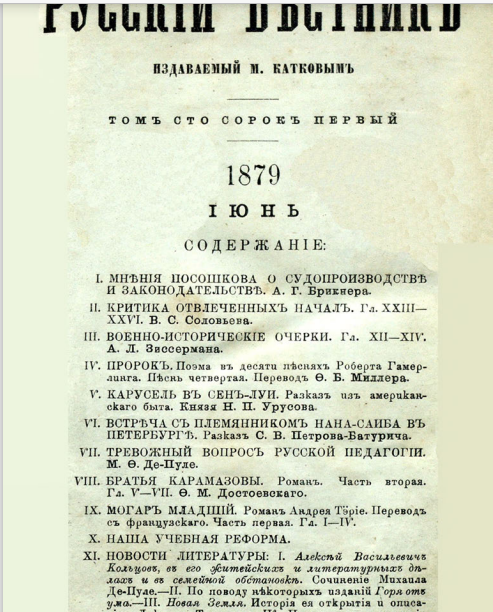 РУССКІЙ ВѢСТНИКЪ
ИЗДАВАЕМЫЙ М. КАТКОВЫМЪ
ТОМЪ СТО СОРОКЪ ПЕРВЫЙ
1879
ІЮНЬ
СОДЕРЖАНІЕ:
I. МНѢНІЯ ПОСОШКОВА О СУДОПРОИЗВОДСТВѢ
И ЗАКОНОДАТЕЛЬСТВѢ. А. Г. Брикнера.
II. КРИТИКА ОТВЛЕЧЕННЫХЪ НАЧАЛЪ. Гл. XXIII—
XXVI. В. С. Соловьева.
III. ВОЕННО-ИСТОРИЧЕСКІЕ ОЧЕРКИ. Гл. XII—XIV.
А. Л. Зиссермана.
IV. ПРОРОКЪ. Поэма въ десяти пѣсняхъ Роберта Гамер-
линга. Пѣснь четвертая. Переводъ Ѳ. Б. Миллера.
V. КАРУСЕЛЬ ВЪ СЕНЪ-ЛУИ. Разказъ изъ американ-
скаго быта. Князя Н. П. Урусова.
VI. ВСТРѢЧА СЪ ПЛЕМЯННИКОМЪ НАНА-САИБА ВЪ
ПЕТЕРБУРГѢ. Разказъ С. В. Петрова-Батурича.
VII. ТРЕВОЖНЫЙ ВОПРОСЪ РУССКОЙ ПЕДАГОГІИ.
М. Ѳ. Де-Пуле.
VIII. БРАТЬЯ КАРАМАЗОВЫ. Романъ. Часть вторая.
Гл. V—VII. Ѳ. М. Достоевскаго.
IX. МОГАРЪ МЛАДШІЙ. Романъ Андрея Тёріе. Переводъ
съ французскаго. Часть первая. Гл. I—IV.
X. НАША УЧЕБНАЯ РЕФОРМА.
XI. НОВОСТИ ЛИТЕРАТУРЫ: I. Алексѣй Васильевичъ
Кольцовъ, въ его житейскихъ и литературныхъ дѣ-
лахъ и въ семейной обстановкѣ. Сочиненіе Михаила
Де-Пуле.—II. По поводу нѣкоторыхъ изданій Горя отъ
ума.—III. Новая Земля. Исторія ея открытія и описа-